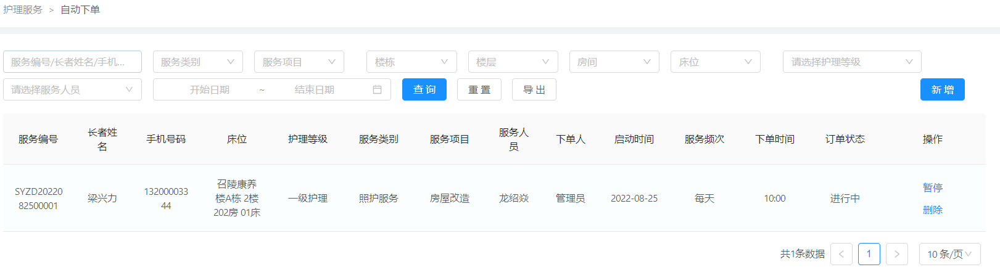 护理服务 > 自动下单
服务编号/长者姓名/手机... 服务类别 服务项目 楼栋 楼层 房间 床位 请选择护理等级
请选择服务人员 开始日期 ~ 结束日期 查 询 重 置 导 出 新 增
服务编号 长者姓名 手机号码 床位 护理等级 服务类别 服务项目 服务人员 下单人 启动时间 服务频次 下单时间 订单状态 操作
SYZD20220
82500001
梁兴力
132000033
44
召陵康养
楼A栋 2楼
202房 01床
一级护理 照护服务 房屋改造 龙绍焱 管理员 2022-08-25 每天 10:00 进行中
暂停
删除
共1条数据 < 1 > 10 条/页